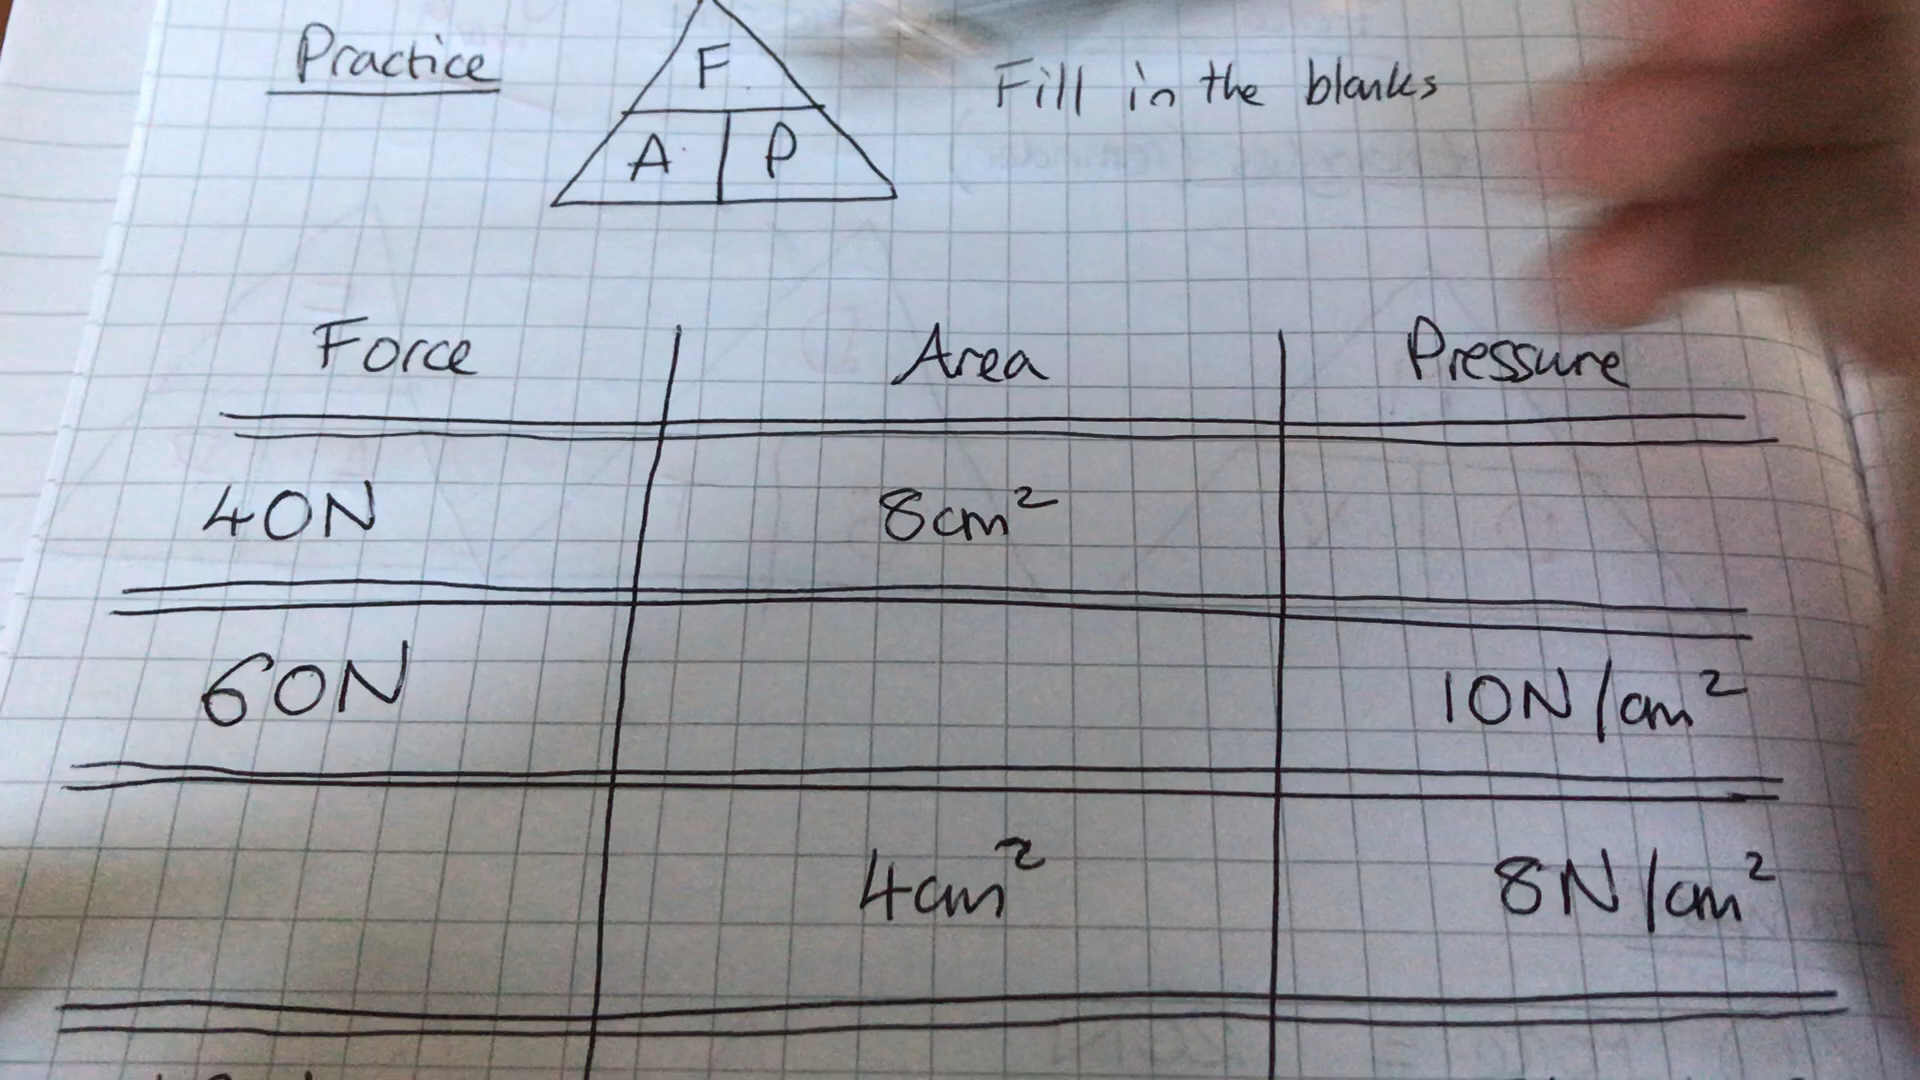 Practice
F
A P
Fill in the blanks
Force Area Pressure
40N 8cm²
60N 10N/cm²
4cm² 8N/cm²